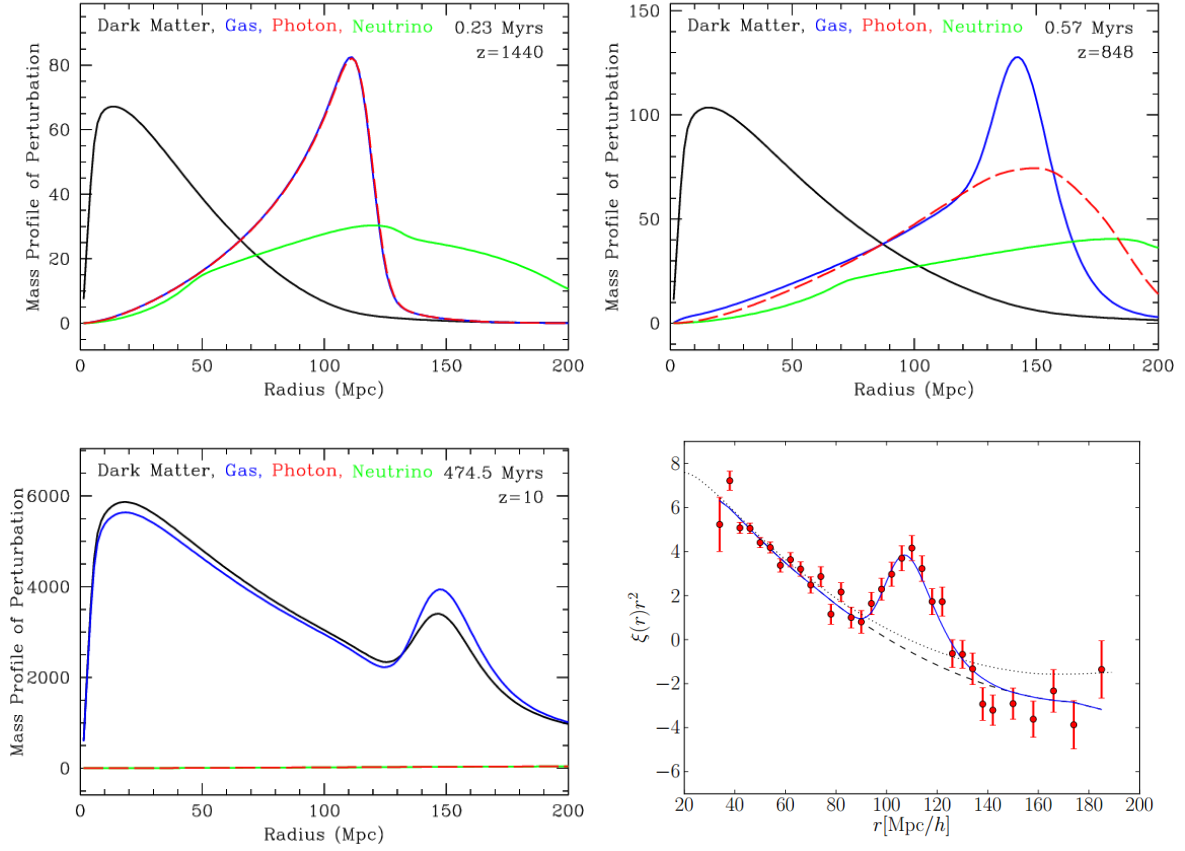 Dark Matter, Gas, Photon, Neutrino 0.23 Myrs
z=1440
Mass Profile of Perturbation
80
60
40
20
0
0 50 100 150 200
Radius (Mpc)
Dark Matter, Gas, Photon, Neutrino 0.57 Myrs
z=848
Mass Profile of Perturbation
150
100
50
0
0 50 100 150 200
Radius (Mpc)
Dark Matter, Gas, Photon, Neutrino 474.5 Myrs
z=10
Mass Profile of Perturbation
6000
4000
2000
0
0 50 100 150 200
Radius (Mpc)
ξ(r)r²
8
6
4
2
0
−2
−4
−6
20 40 60 80 100 120 140 160 180 200
r[Mpc/h]